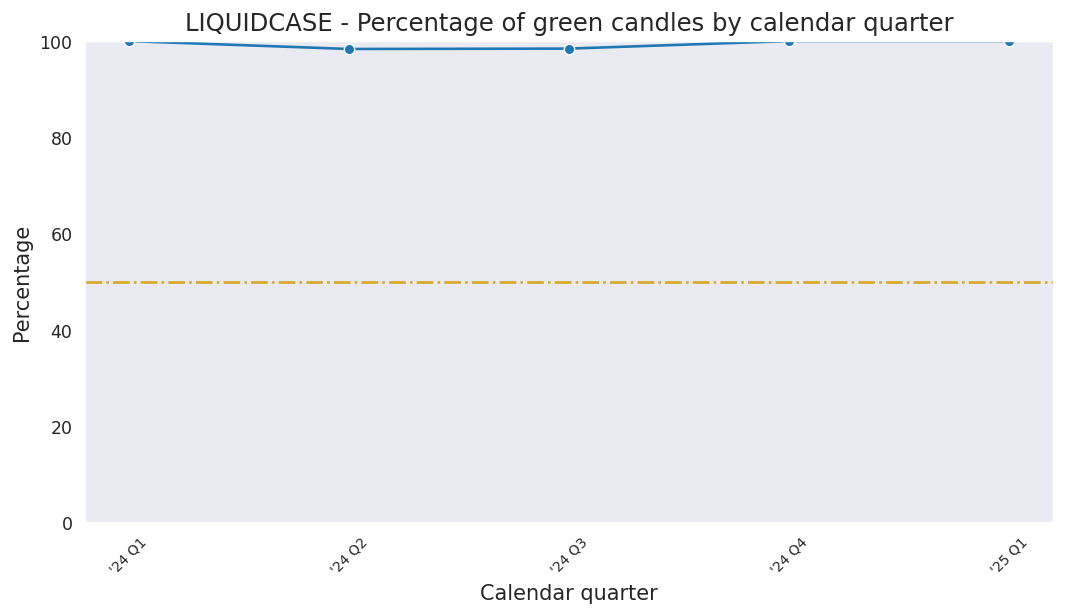 LIQUIDCASE - Percentage of green candles by calendar quarter
Percentage
100
80
60
40
20
0
'24 Q1
'24 Q2
'24 Q3
'24 Q4
'25 Q1
Calendar quarter